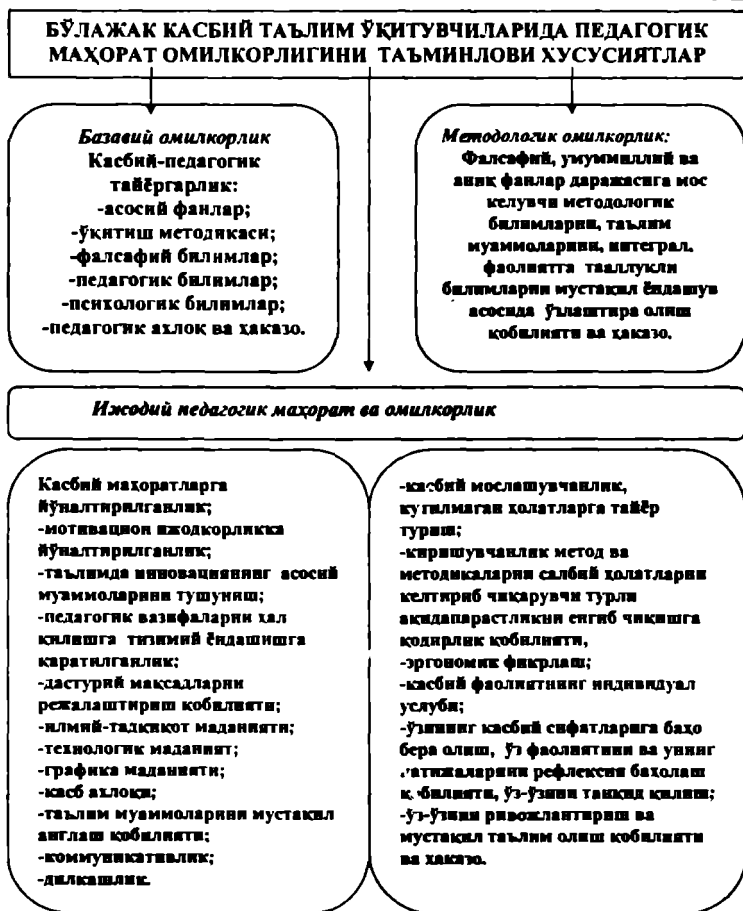 БЎЛАЖАК КАСБИЙ ТАЪЛИМ ЎҚИТУВЧИЛАРИДА ПЕДАГОГИК
МАҲОРАТ ОМИЛКОРЛИГИНИ ТАЪМИНЛОВИ ХУСУСИЯТЛАР
Базавий омилкорлик
Касбий-педагогик
тайёргарлик:
-асосий фанлар;
-ўқитиш методикаси;
-фалсафий билимлар;
-педагогик билимлар;
-психологик билимлар;
-педагогик ахлоқ ва ҳаказо.
Методологик омилкорлик:
Фалсафий, умуммиллий ва
аниқ фанлар даражасига мос
келувчи методологик
билимларни, таълим
муаммоларини, интеграл.
фаолиятга тааллукли
билимларни мустақил ёндашув
асосида ўзлаштира олиш
қобилияти ва ҳаказо.
Ижодий педагогик маҳорат ва омилкорлик
Касбий маҳоратларга
йўналтирилганлик;
-мотивацион ижодкорликка
йўналтирилганлик;
-таълимда инновациянинг асосий
муаммоларини тушуниш;
-педагогик вазифаларни ҳал
қилишга тизимий ёндашишга
каратилганлик;
-дастурий мақсадларни
режалаштириш қобилияти;
-илмий-тадқиқот маданияти;
-технологик маданият;
-графика маданияти;
-касб ахлоқи;
-таълим муаммоларини мустақил
англаш қобилияти;
-коммуникативлик;
-дилкашлик.
-касбий мослашувчанлик,
кутилмаган ҳолатларга тайёр
туриш;
-киришувчанлик метод ва
методикаларни салбий ҳолатларни
келтириб чиқарувчи турли
ақидапарастликни енгиб чиқишга
қодирлик қобилияти,
-эргономик фикрлаш;
-касбий фаолиятнинг индивидуал
услуби;
-ўзининг касбий сифатларига баҳо
бера олиш, ўз фаолиятини ва унинг
натижаларини рефлексив баҳолаш
қобилияти, ўз-ўзини танқид қилиш;
-ўз-ўзини ривожлантириш ва
мустақил таълим олиш қобилияти
ва ҳаказо.